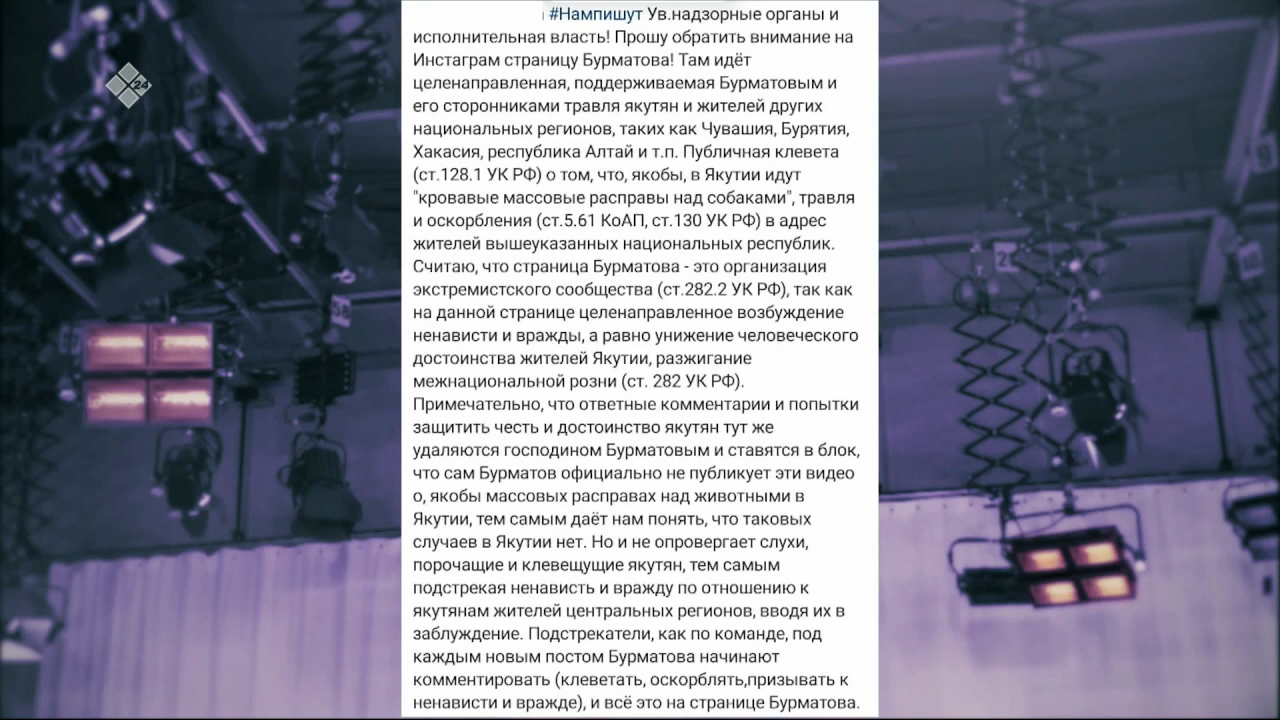 #Нампишут Ув.надзорные органы и
исполнительная власть! Прошу обратить внимание на
Инстаграм страницу Бурматова! Там идёт
целенаправленная, поддерживаемая Бурматовым и
его сторонниками травля якутян и жителей других
национальных регионов, таких как Чувашия, Бурятия,
Хакасия, республика Алтай и т.п. Публичная клевета
(ст.128.1 УК РФ) о том, что, якобы, в Якутии идут
"кровавые массовые расправы над собаками", травля
и оскорбления (ст.5.61 КоАП, ст.130 УК РФ) в адрес
жителей вышеуказанных национальных республик.
Считаю, что страница Бурматова - это организация
экстремистского сообщества (ст.282.2 УК РФ), так как
на данной странице целенаправленное возбуждение
ненависти и вражды, а равно унижение человеческого
достоинства жителей Якутии, разжигание
межнациональной розни (ст. 282 УК РФ).
Примечательно, что ответные комментарии и попытки
защитить честь и достоинство якутян тут же
удаляются господином Бурматовым и ставятся в блок,
что сам Бурматов официально не публикует эти видео
о, якобы массовых расправах над животными в
Якутии, тем самым даёт нам понять, что таковых
случаев в Якутии нет. Но и не опровергает слухи,
порочащие и клевещущие якутян, тем самым
подстрекая ненависть и вражду по отношению к
якутянам жителей центральных регионов, вводя их в
заблуждение. Подстрекатели, как по команде, под
каждым новым постом Бурматова начинают
комментировать (клеветать, оскорблять,призывать к
ненависти и вражде), и всё это на странице Бурматова.
24
58